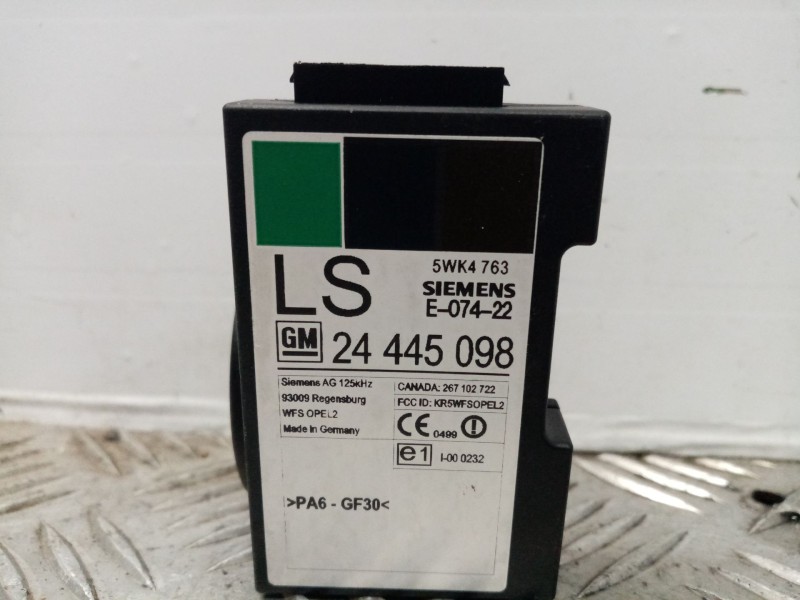 LS
5WK4 763
SIEMENS
E-074-22
GM 24 445 098
Siemens AG 125kHz
93009 Regensburg
WFS OPEL2
Made in Germany
CANADA: 267 102 722
FCC ID: KR5WFSOPEL2
CE 0499
e1 I-00 0232
>PA6 - GF30<